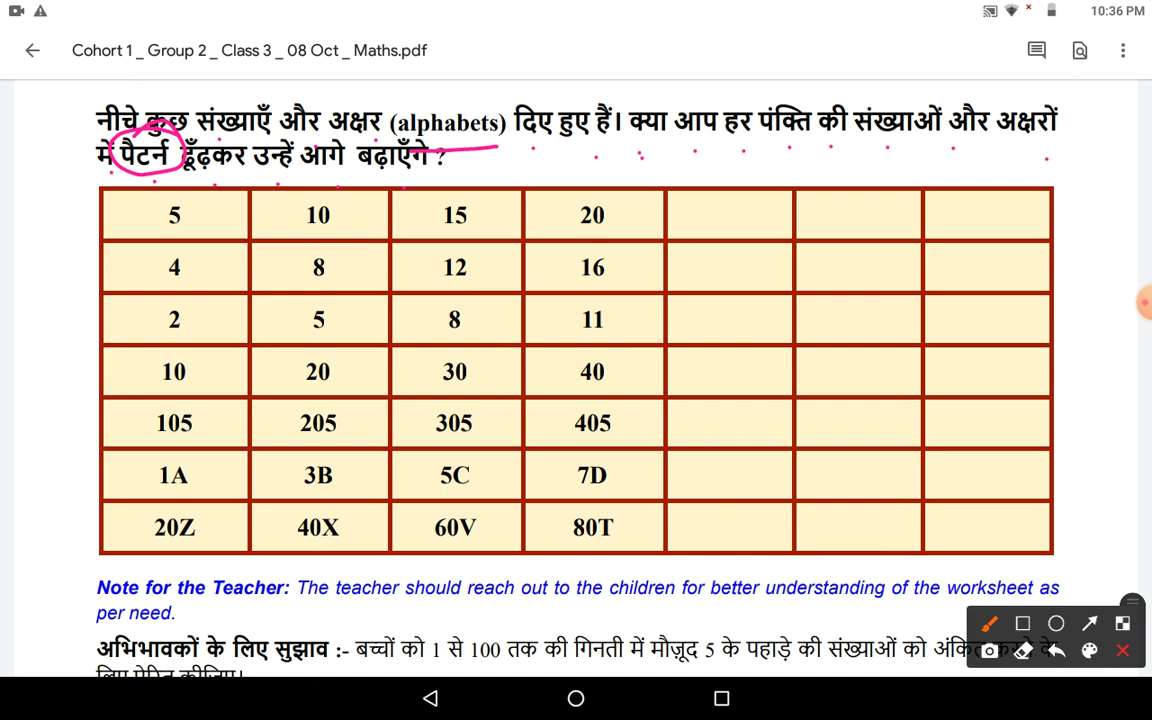 10:36 PM
Cohort 1 _ Group 2 _ Class 3 _ 08 Oct _ Maths.pdf
नीचे कुछ संख्याएँ और अक्षर (alphabets) दिए हुए हैं। क्या आप हर पंक्ति की संख्याओं और अक्षरों
में पैटर्न ढूँढ़कर उन्हें आगे बढ़ाएँगे ?
5 10 15 20
4 8 12 16
2 5 8 11
10 20 30 40
105 205 305 405
1A 3B 5C 7D
20Z 40X 60V 80T
Note for the Teacher: The teacher should reach out to the children for better understanding of the worksheet as
per need.
अभिभावकों के लिए सुझाव :- बच्चों को 1 से 100 तक की गिनती में मौज़ूद 5 के पहाड़े की संख्याओं को